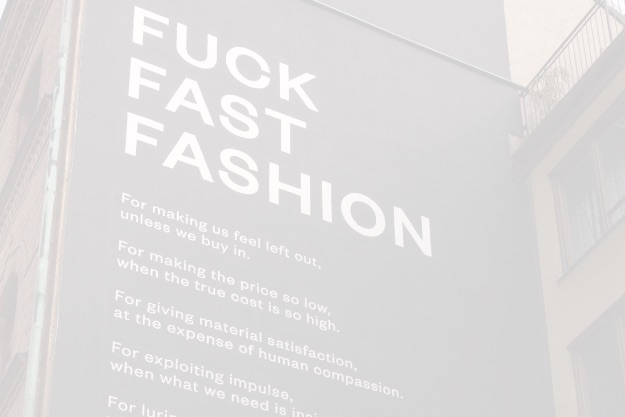 FUCK
FAST
FASHION
For making us feel left out,
unless we buy in.
For making the price so low,
when the true cost is so high.
For giving material satisfaction,
at the expense of human compassion.
For exploiting impulse,
when what we need is
For